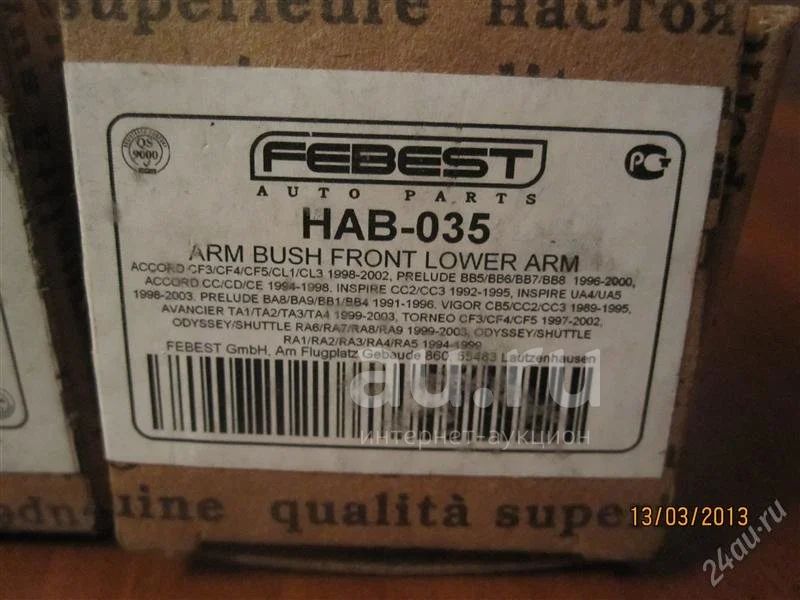 superieure настоя
QS
9000
FEBEST
AUTO PARTS
HAB-035
ARM BUSH FRONT LOWER ARM
ACCORD CF3/CF4/CF5/CL1/CL3 1998-2002, PRELUDE BB5/BB6/BB7/BB8 1996-2000,
ACCORD CC/CD/CE 1994-1998. INSPIRE CC2/CC3 1992-1995, INSPIRE UA4/UA5
1998-2003. PRELUDE BA8/BA9/BB1/BB4 1991-1996. VIGOR CB5/CC2/CC3 1989-1995,
AVANCIER TA1/TA2/TA3/TA4 1999-2003, TORNEO CF3/CF4/CF5 1997-2002,
ODYSSEY/SHUTTLE RA6/RA7/RA8/RA9 1999-2003, ODYSSEY/SHUTTLE
RA1/RA2/RA3/RA4/RA5 1994-1999
FEBEST GmbH, Am Flugplatz Gebaude 860, 55483 Lautzenhausen
au.ru
интернет-аукцион
uine qualità supe
13/03/2013
24au.ru